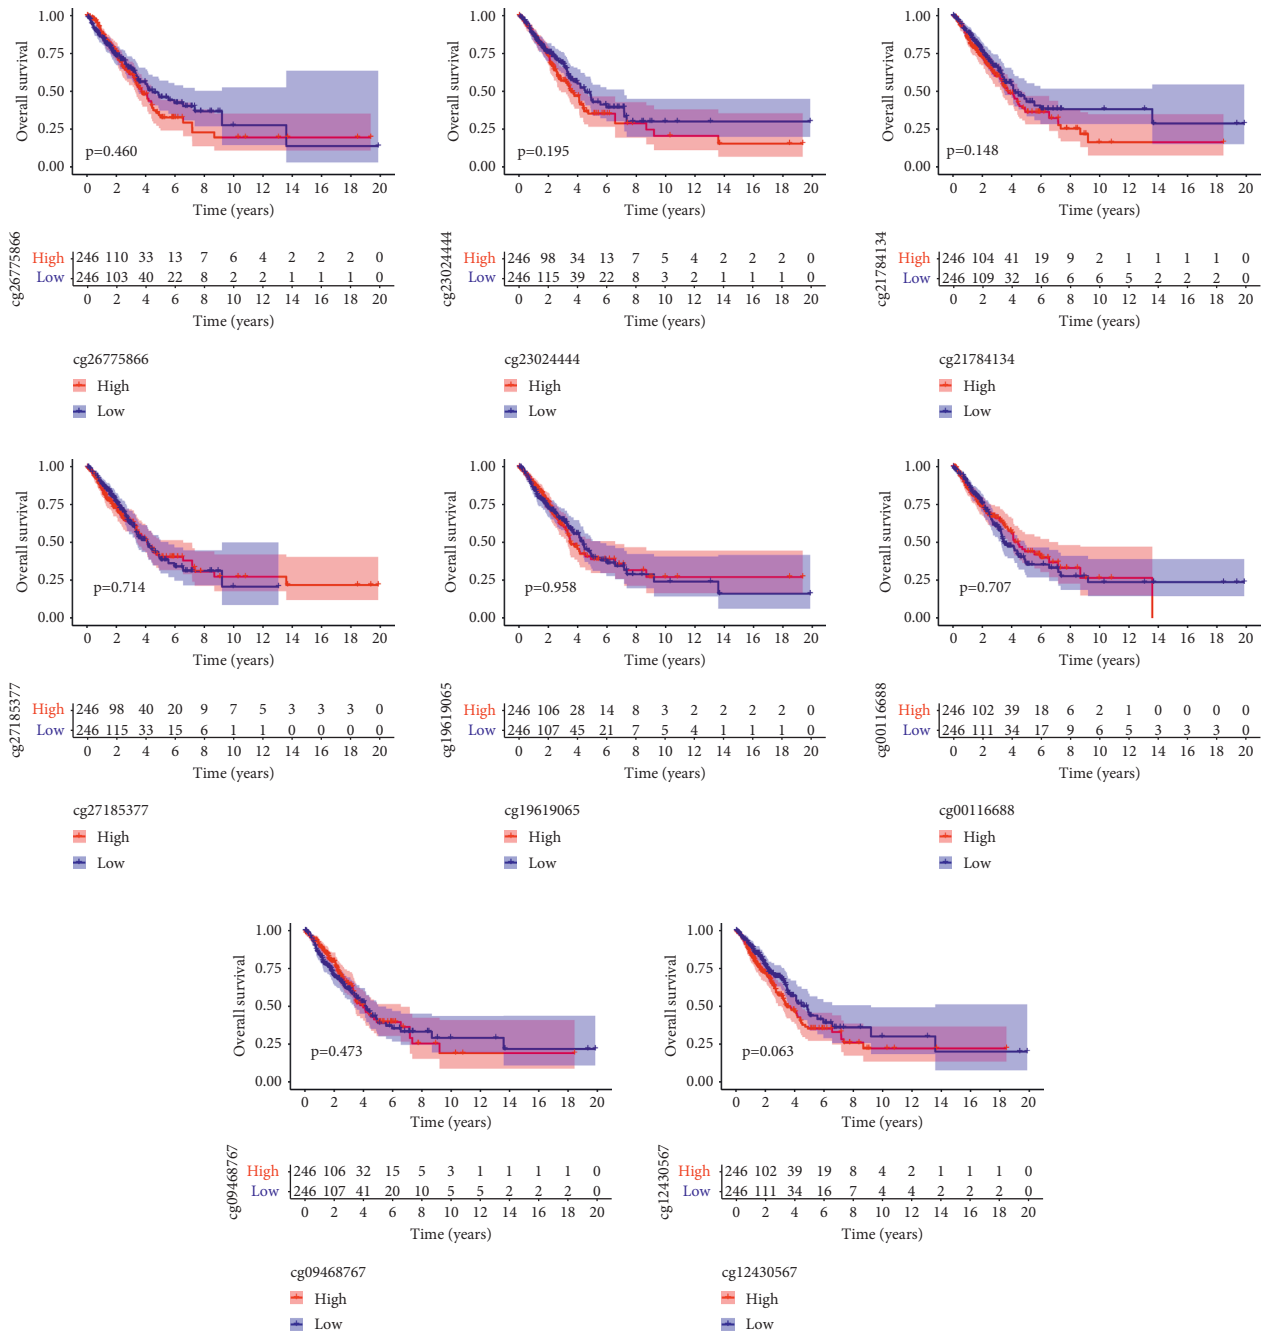 1.00 1.00 1.00
0.75 0.75 0.75
0.50 0.50 0.50
0.25 0.25 0.25
0.00 0.00 0.00
Overall survival Overall survival Overall survival
p=0.460 p=0.195 p=0.148
0 2 4 6 8 10 12 14 16 18 20 0 2 4 6 8 10 12 14 16 18 20 0 2 4 6 8 10 12 14 16 18 20
Time (years) Time (years) Time (years)
cg26775866 cg23024444 cg21784134
High 246 110 33 13 7 6 4 2 2 2 0 High 246 98 34 13 7 5 4 2 2 2 0 High 246 104 41 19 9 2 1 1 1 1 0
Low 246 103 40 22 8 2 2 1 1 1 0 Low 246 115 39 22 8 3 2 1 1 1 0 Low 246 109 32 16 6 6 5 2 2 2 0
0 2 4 6 8 10 12 14 16 18 20 0 2 4 6 8 10 12 14 16 18 20 0 2 4 6 8 10 12 14 16 18 20
Time (years) Time (years) Time (years)
cg26775866 cg23024444 cg21784134
High High High
Low Low Low
1.00 1.00 1.00
0.75 0.75 0.75
0.50 0.50 0.50
0.25 0.25 0.25
0.00 0.00 0.00
Overall survival Overall survival Overall survival
p=0.714 p=0.958 p=0.707
0 2 4 6 8 10 12 14 16 18 20 0 2 4 6 8 10 12 14 16 18 20 0 2 4 6 8 10 12 14 16 18 20
Time (years) Time (years) Time (years)
cg27185377 cg19619065 cg00116688
High 246 98 40 20 9 7 5 3 3 3 0 High 246 106 28 14 8 3 2 2 2 2 0 High 246 102 39 18 6 2 1 0 0 0 0
Low 246 115 33 15 6 1 1 0 0 0 0 Low 246 107 45 21 7 5 4 1 1 1 0 Low 246 111 34 17 9 6 5 3 3 3 0
0 2 4 6 8 10 12 14 16 18 20 0 2 4 6 8 10 12 14 16 18 20 0 2 4 6 8 10 12 14 16 18 20
Time (years) Time (years) Time (years)
cg27185377 cg19619065 cg00116688
High High High
Low Low Low
1.00 1.00
0.75 0.75
0.50 0.50
0.25 0.25
0.00 0.00
Overall survival Overall survival
p=0.473 p=0.063
0 2 4 6 8 10 12 14 16 18 20 0 2 4 6 8 10 12 14 16 18 20
Time (years) Time (years)
cg09468767 cg12430567
High 246 106 32 15 5 3 1 1 1 1 0 High 246 102 39 19 8 4 2 1 1 1 0
Low 246 107 41 20 10 5 5 2 2 2 0 Low 246 111 34 16 7 4 4 2 2 2 0
0 2 4 6 8 10 12 14 16 18 20 0 2 4 6 8 10 12 14 16 18 20
Time (years) Time (years)
cg09468767 cg12430567
High High
Low Low